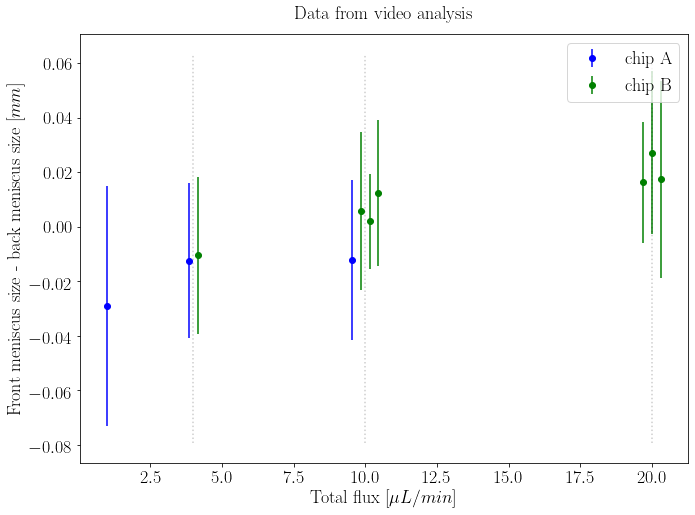 Data from video analysis
chip A
chip B
Front meniscus size - back meniscus size [mm]
0.06
0.04
0.02
0.00
−0.02
−0.04
−0.06
−0.08
2.5 5.0 7.5 10.0 12.5 15.0 17.5 20.0
Total flux [μL/min]